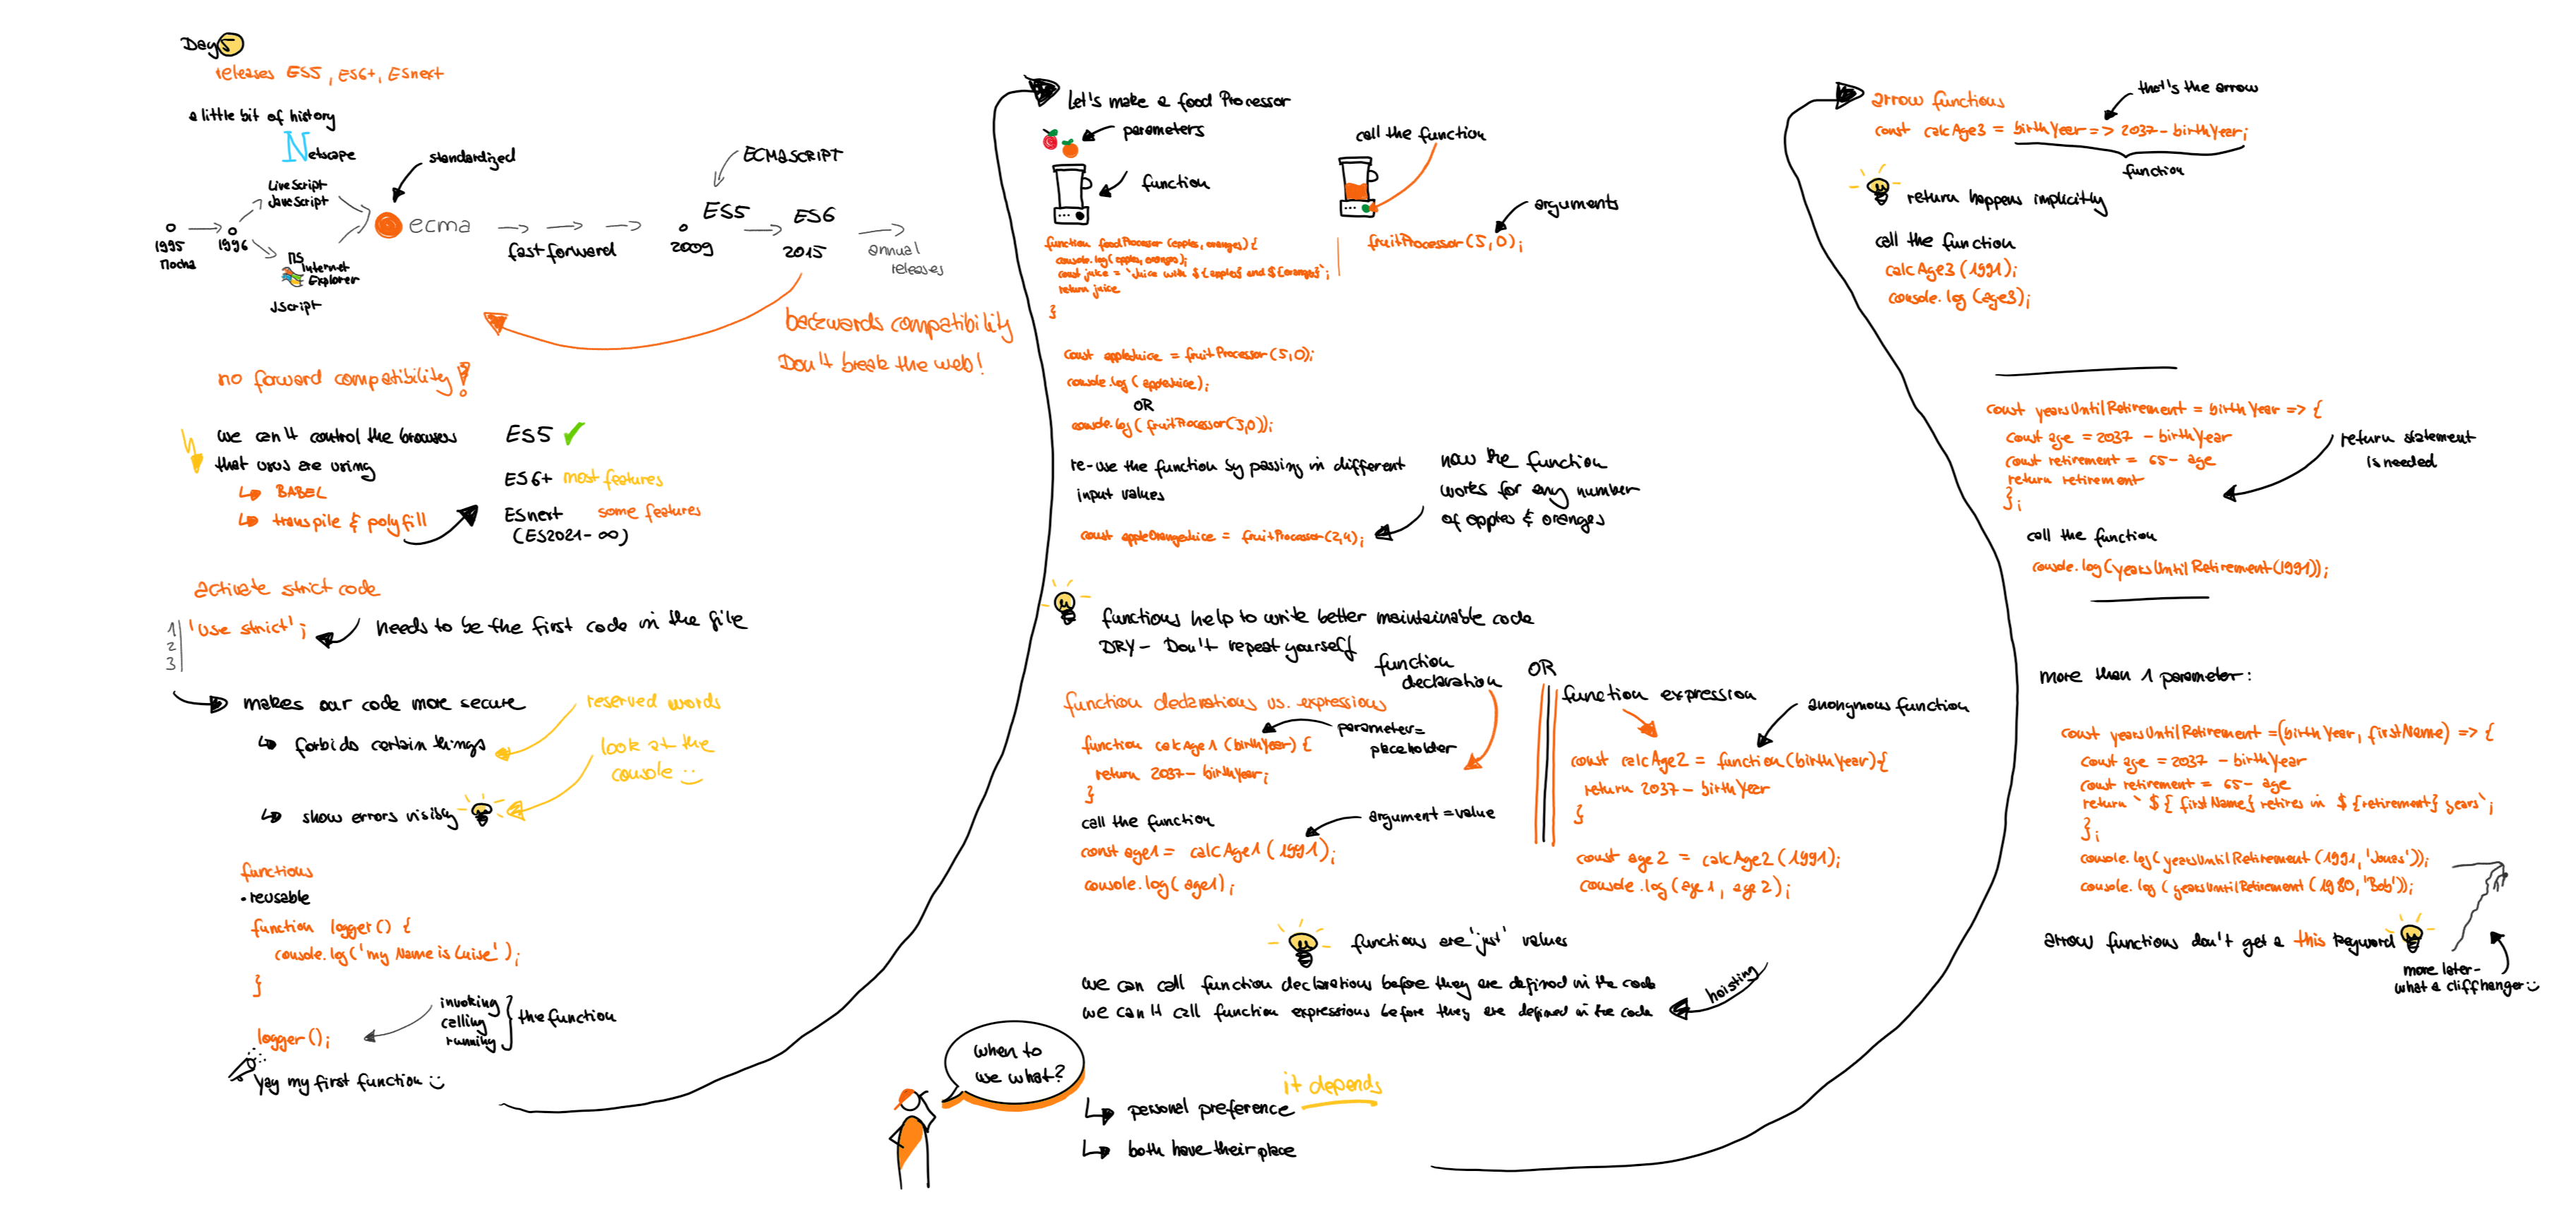 Day 5
releases ES5, ES6+, ESnext
a little bit of history
Netscape
standardized
LiveScript
JavaScript
ecma
1995
Mocha
1996
MS
Internet
Explorer
JScript
fast forward
ECMASCRIPT
ES5
2009
ES6
2015
annual
releases
backwards compatibility
Don't break the web!
no forward compatibility!
we can't control the browser
that users are using
↳ BABEL
↳ transpile & polyfill
ES5 ✓
ES6+ most features
ESnext some features
(ES2021-∞)
activate strict code
1 'use strict';
2
3
needs to be the first code in the file
makes our code more secure
reserved words
↳ forbids certain things
look at the
console :)
↳ show errors visibly
functions
• reusable
function logger() {
console.log('my Name is Luise');
}
logger();
invoking
calling
running
} the function
Yay my first function :)
Let's make a food Processor
parameters
function
call the function
arguments
function foodProcessor (apples, oranges) {
console.log(apples, oranges);
const juice = `Juice with ${apples} and ${oranges}`;
return juice
}
fruitProcessor(5,0);
const appleJuice = fruitProcessor(5,0);
console.log(appleJuice);
OR
console.log(fruitProcessor(5,0));
re-use the function by passing in different
input values
const appleOrangeJuice = fruitProcessor(2,4);
now the function
works for any number
of apples & oranges
functions help to write better maintainable code
DRY - Don't repeat yourself
function declarations vs. expressions
function
declaration
OR
function expression
anonymous function
parameter=
placeholder
function calcAge1 (birthYear) {
return 2037 - birthYear;
}
call the function
argument = value
const age1 = calcAge1(1991);
console.log(age1);
const calcAge2 = function(birthYear){
return 2037 - birthYear
}
const age2 = calcAge2(1991);
console.log(age1, age2);
functions are 'just' values
we can call function declarations before they are defined in the code
we can't call function expressions before they are defined in the code
hoisting
when to
use what?
it depends
↳ personal preference
↳ both have their place
arrow functions
that's the arrow
const calcAge3 = birthYear => 2037 - birthYear;
function
return happens implicitly
call the function
calcAge3(1991);
console.log(age3);
const yearsUntilRetirement = birthYear => {
const age = 2037 - birthYear
const retirement = 65 - age
return retirement
};
return statement
is needed
call the function
console.log(yearsUntilRetirement(1991));
more than 1 parameter:
const yearsUntilRetirement = (birthYear, firstName) => {
const age = 2037 - birthYear
const retirement = 65 - age
return `${firstName} retires in ${retirement} years`;
};
console.log(yearsUntilRetirement(1991, 'Jonas'));
console.log(yearsUntilRetirement(1980, 'Bob'));
arrow functions don't get a this keyword
more later -
what a cliffhanger :)